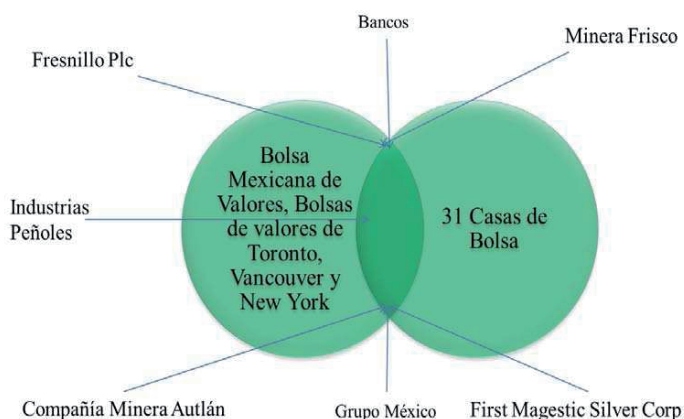 Bancos
Minera Frisco
Fresnillo Plc
Bolsa
Mexicana de
Valores, Bolsas
de valores de
Toronto,
Vancouver y
New York
31 Casas de
Bolsa
Industrias
Peñoles
Compañía Minera Autlán
Grupo México
First Magestic Silver Corp